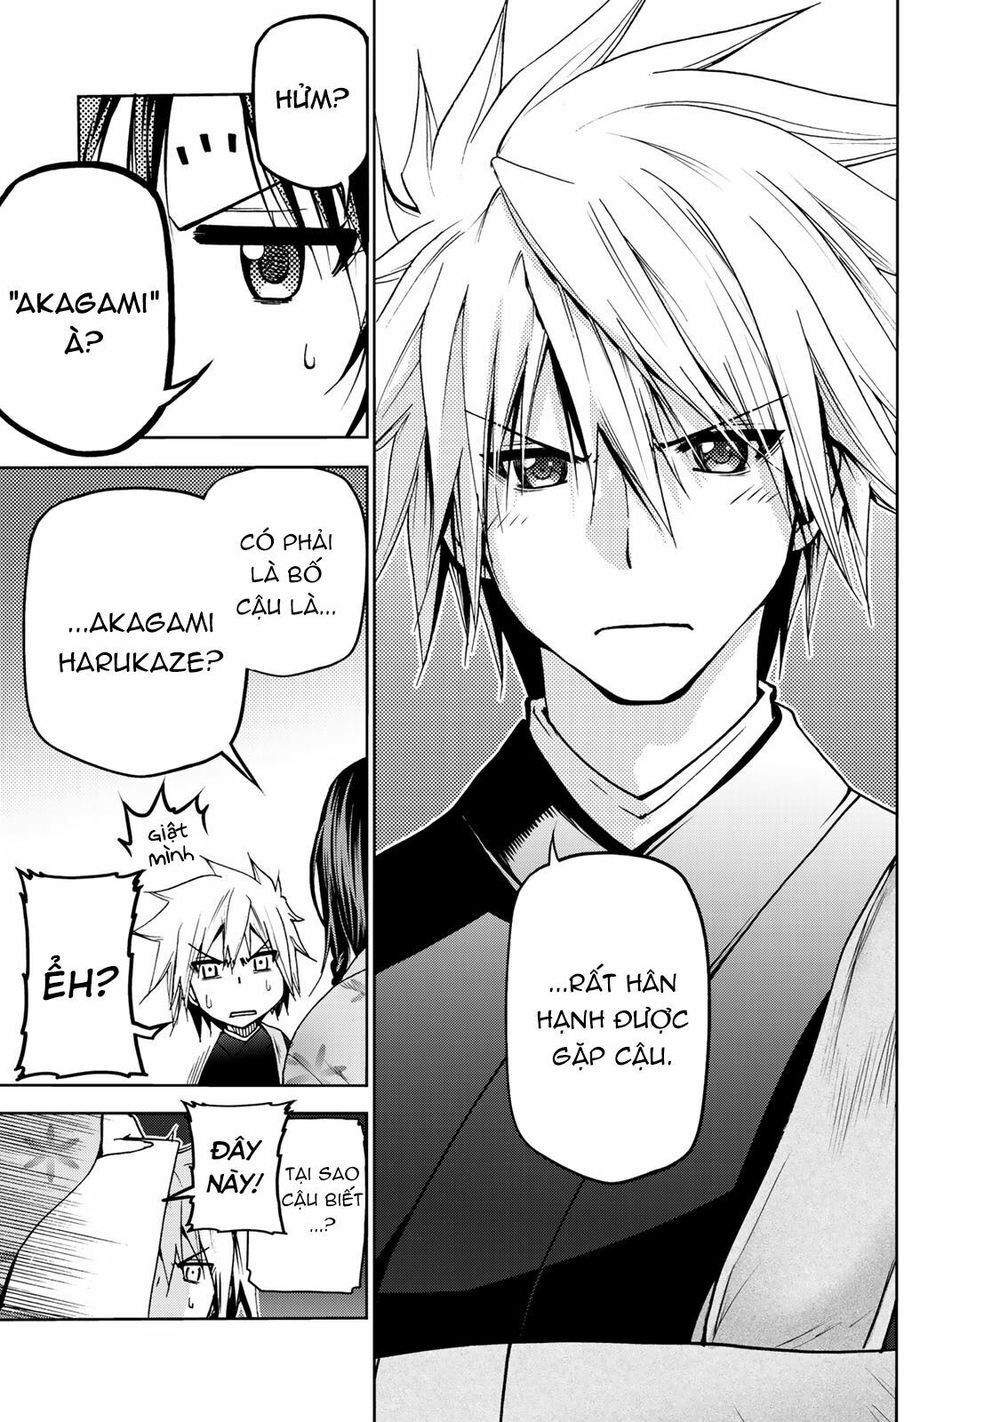 ...RẤT HÂN
HẠNH ĐƯỢC
GẶP CẬU.
HỬM?
"AKAGAMI"
À?
CÓ PHẢI
LÀ BỐ
CẬU LÀ...
...AKAGAMI
HARUKAZE?
Giật
mình
ỂH?
TẠI SAO
CẬU BIẾT
...?
ĐÂY
NÀY!